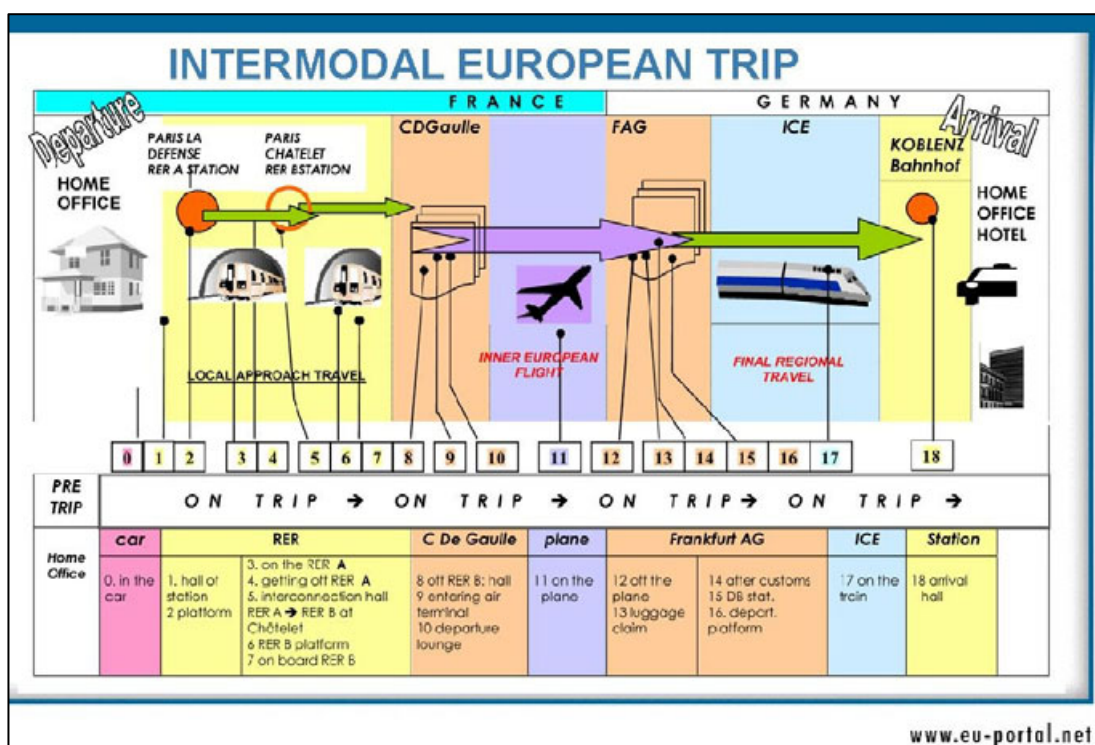 INTERMODAL EUROPEAN TRIP
FRANCE
GERMANY
Departure
Arrival
PARIS LA
DEFENSE
RER A STATION
PARIS
CHATELET
RER BSTATION
CDGaulle
FAG
ICE
KOBLENZ
Bahnhof
HOME
OFFICE
HOME
OFFICE
HOTEL
LOCAL APPROACH TRAVEL
INNER EUROPEAN
FLIGHT
FINAL REGIONAL
TRAVEL
0 1 2 3 4 5 6 7 8 9 10 11 12 13 14 15 16 17 18
PRE
TRIP
ON TRIP → ON TRIP → ON TRIP → ON TRIP →
Home
Office
car
RER
C De Gaulle
plane
Frankfurt AG
ICE
Station
0. in the
car
1. hall of
station
2 platform
3. on the RER A
4. getting off RER A
5. interconnection hall
RER A → RER B at
Châtelet
6 RER B platform
7 on board RER B
8 off RER B: hall
9 entering air
terminal
10 departure
lounge
11 on the
plane
12 off the
plane
13 luggage
claim
14 after customs
15 DB stat.
16. depart.
platform
17 on the
train
18 arrival
hall
www.eu-portal.net